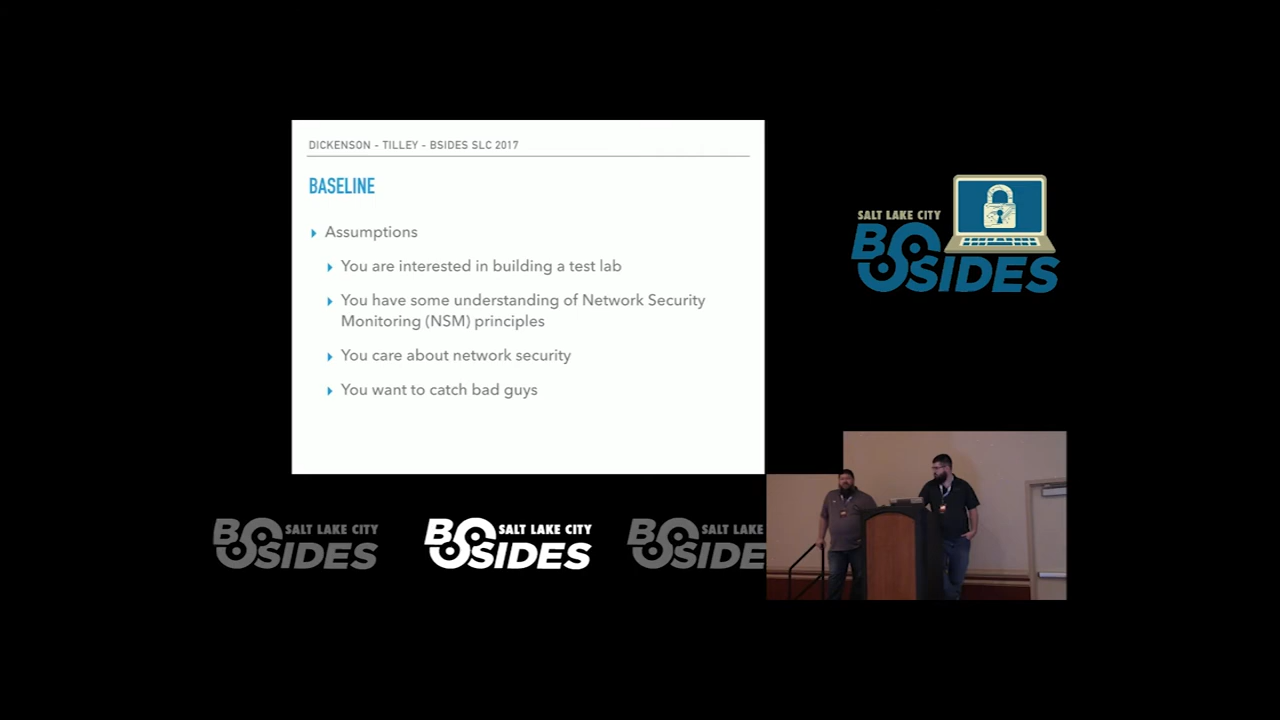 DICKENSON - TILLEY - BSIDES SLC 2017
BASELINE
Assumptions
You are interested in building a test lab
You have some understanding of Network Security
Monitoring (NSM) principles
You care about network security
You want to catch bad guys
SALT LAKE CITY
BSIDES
SALT LAKE CITY
BSIDES
SALT LAKE CITY
BSIDES
SALT LAKE
BSIDE